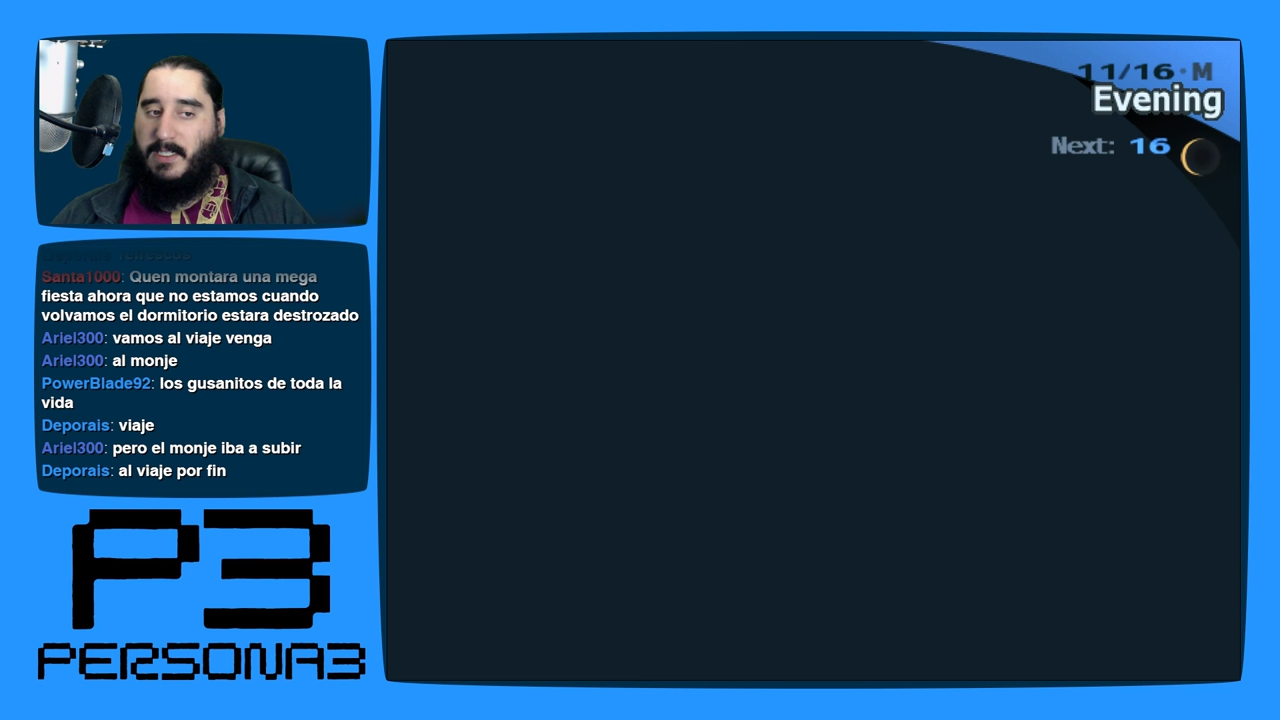 11/16·M
Evening
Next: 16
Santa1000: Quen montara una mega
fiesta ahora que no estamos cuando
volvamos el dormitorio estara destrozado
Ariel300: vamos al viaje venga
Ariel300: al monje
PowerBlade92: los gusanitos de toda la
vida
Deporais: viaje
Ariel300: pero el monje iba a subir
Deporais: al viaje por fin
P3
PERSONA3